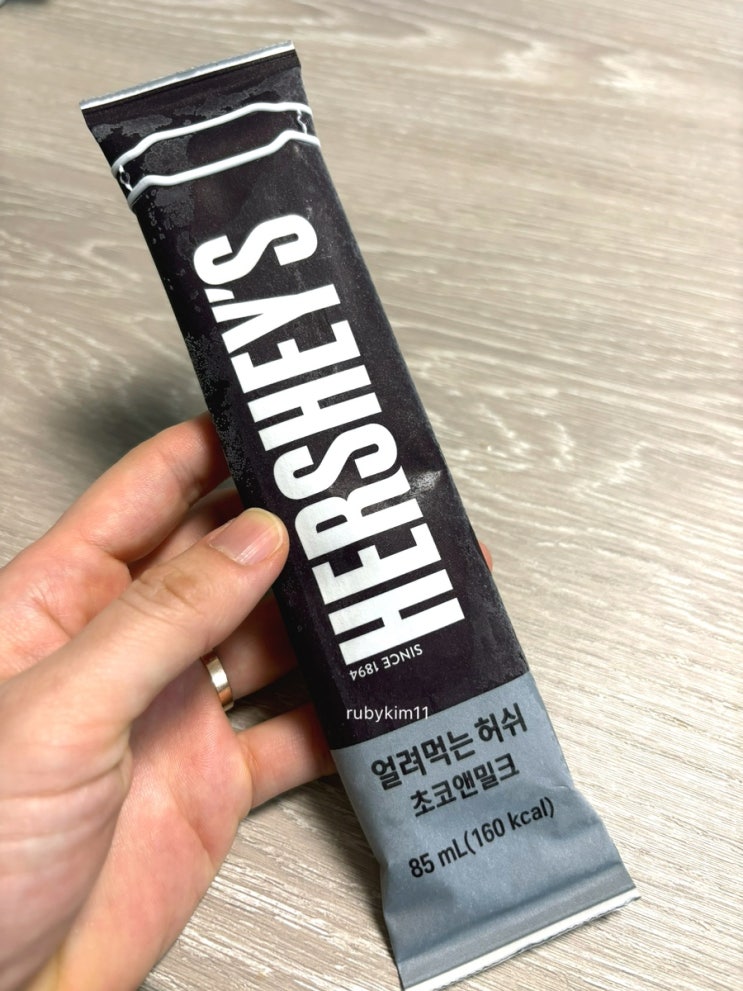 HERSHEY'S
SINCE 1894
rubykim11
얼려먹는 허쉬
초코앤밀크
85 mL(160 kcal)